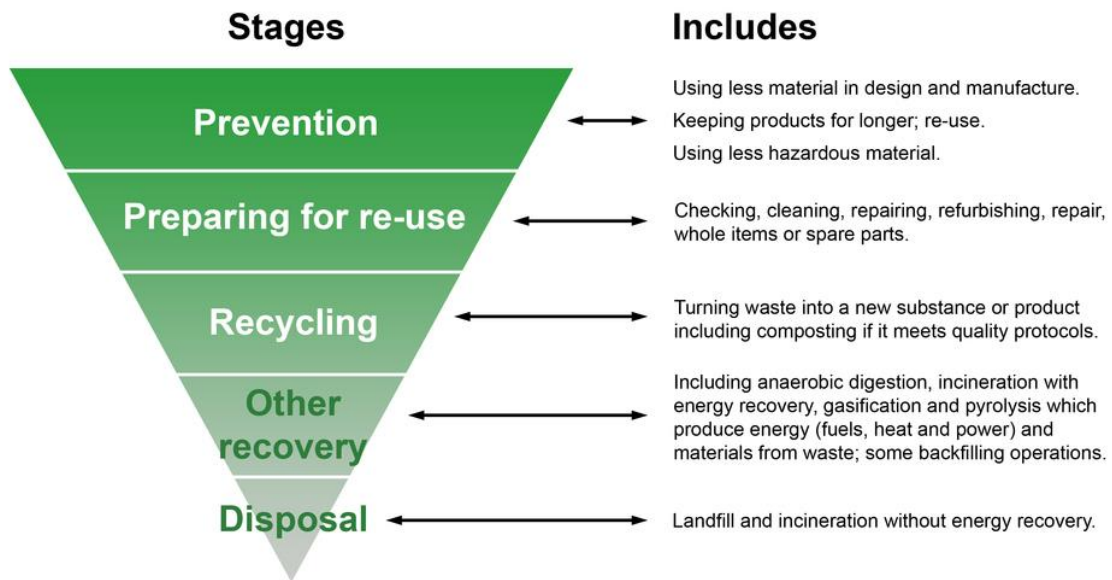 Stages
Includes
Prevention
Using less material in design and manufacture.
Keeping products for longer; re-use.
Using less hazardous material.
Preparing for re-use
Checking, cleaning, repairing, refurbishing, repair,
whole items or spare parts.
Recycling
Turning waste into a new substance or product
including composting if it meets quality protocols.
Other
recovery
Including anaerobic digestion, incineration with
energy recovery, gasification and pyrolysis which
produce energy (fuels, heat and power) and
materials from waste; some backfilling operations.
Disposal
Landfill and incineration without energy recovery.